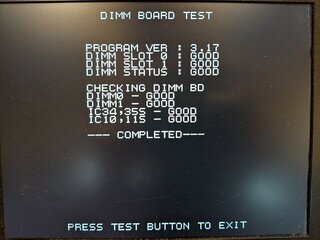 DIMM BOARD TEST
PROGRAM VER : 3.17
DIMM SLOT 0 : GOOD
DIMM SLOT 1 : GOOD
DIMM STATUS : GOOD
CHECKING DIMM BD
DIMM0 - GOOD
DIMM1 - GOOD
IC34,35S - GOOD
IC10,11S - GOOD
--- COMPLETED---
PRESS TEST BUTTON TO EXIT